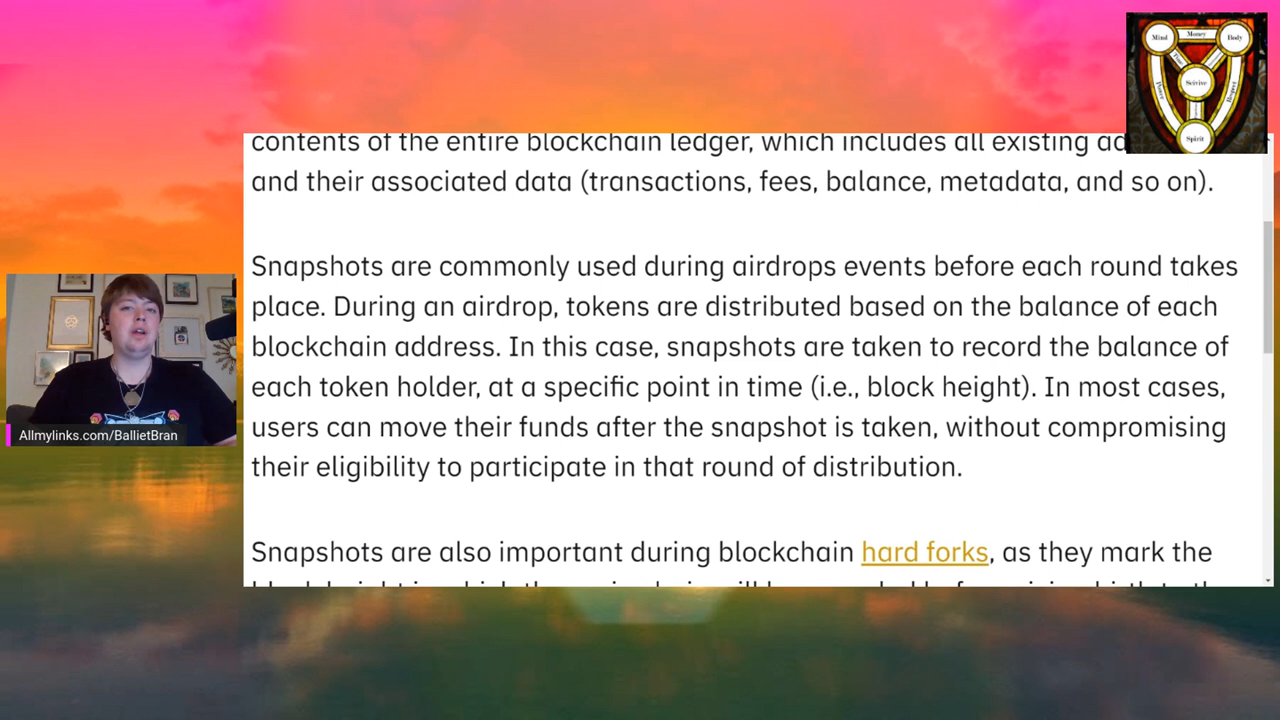 Mind
Money
Body
Scivive
Spirit
contents of the entire blockchain ledger, which includes all existing
and their associated data (transactions, fees, balance, metadata, and so on).
Snapshots are commonly used during airdrops events before each round takes
place. During an airdrop, tokens are distributed based on the balance of each
blockchain address. In this case, snapshots are taken to record the balance of
each token holder, at a specific point in time (i.e., block height). In most cases,
users can move their funds after the snapshot is taken, without compromising
their eligibility to participate in that round of distribution.
Snapshots are also important during blockchain hard forks, as they mark the
Allmylinks.com/BallietBran